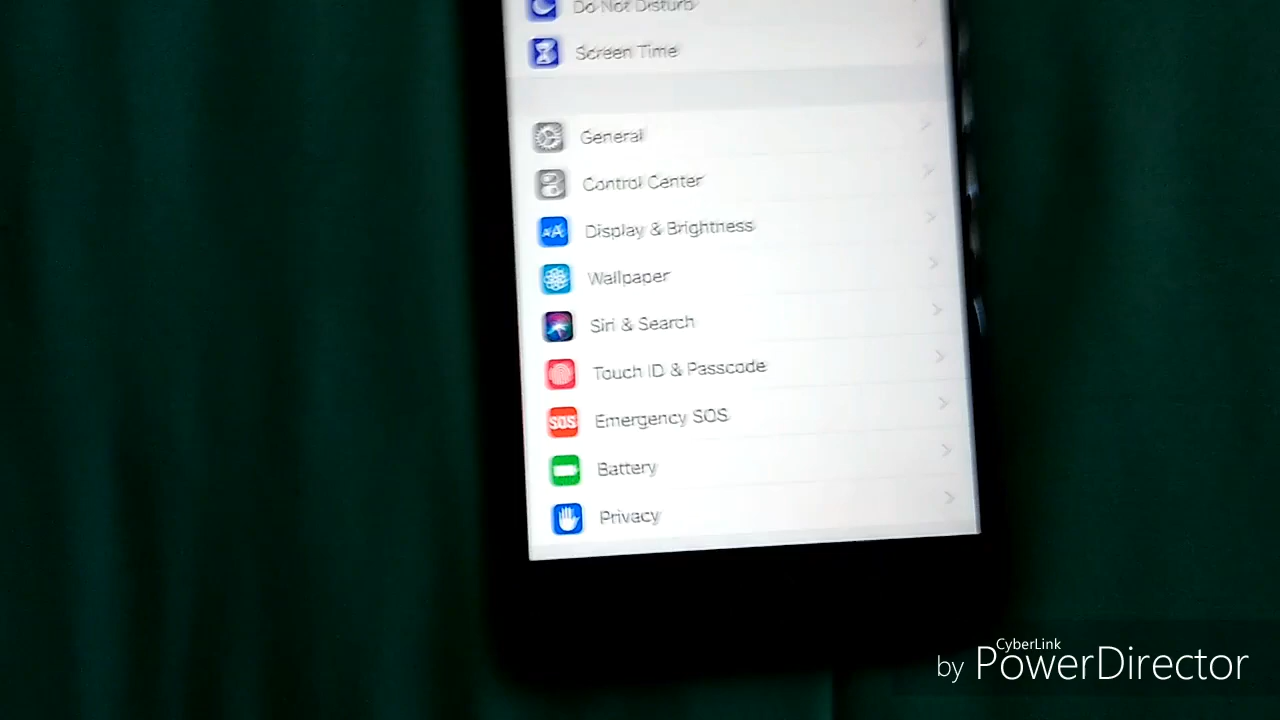 Do Not Disturb
Screen Time
General
Control Center
AA Display & Brightness
Wallpaper
Siri & Search
Touch ID & Passcode
SOS Emergency SOS
Battery
Privacy
CyberLink
by PowerDirector